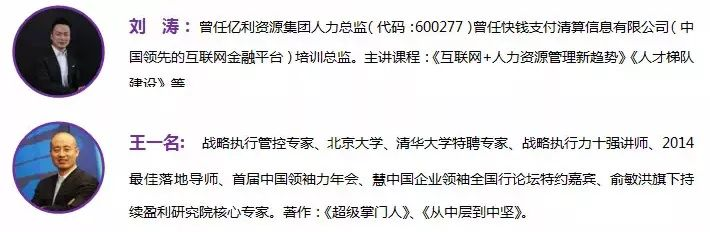 刘 涛：曾任亿利资源集团人力总监（代码：600277）曾任快钱支付清算信息有限公司（中
国领先的互联网金融平台）培训总监。主讲课程：《互联网+人力资源管理新趋势》《人才梯队
建设》等
王一名: 战略执行管控专家、北京大学、清华大学特聘专家、战略执行力十强讲师、2014
最佳落地导师、首届中国领袖力年会、慧中国企业领袖全国行论坛特约嘉宾、俞敏洪旗下持
续盈利研究院核心专家。著作：《超级掌门人》、《从中层到中坚》。